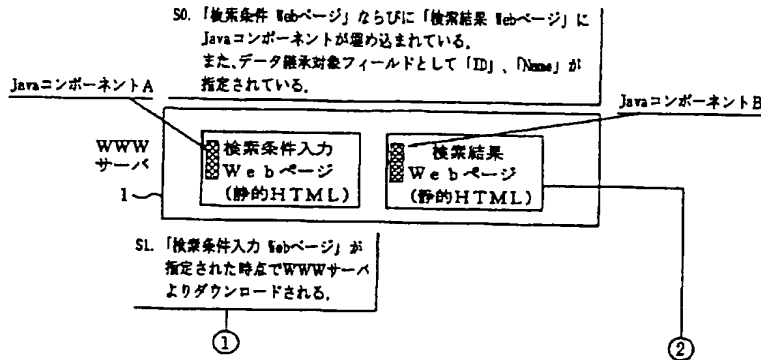 S0. 「検索条件 Webページ」ならびに「検索結果 Webページ」に
Javaコンポーネントが埋め込まれている。
また、データ継承対象フィールドとして「ID」、「Name」が
指定されている。
JavaコンポーネントA
JavaコンポーネントB
WWW
サーバ
1
検索条件入力
Webページ
(静的HTML)
検索結果
Webページ
(静的HTML)
S1. 「検索条件入力 Webページ」が
指定された時点でWWWサーバ
よりダウンロードされる。
①
②